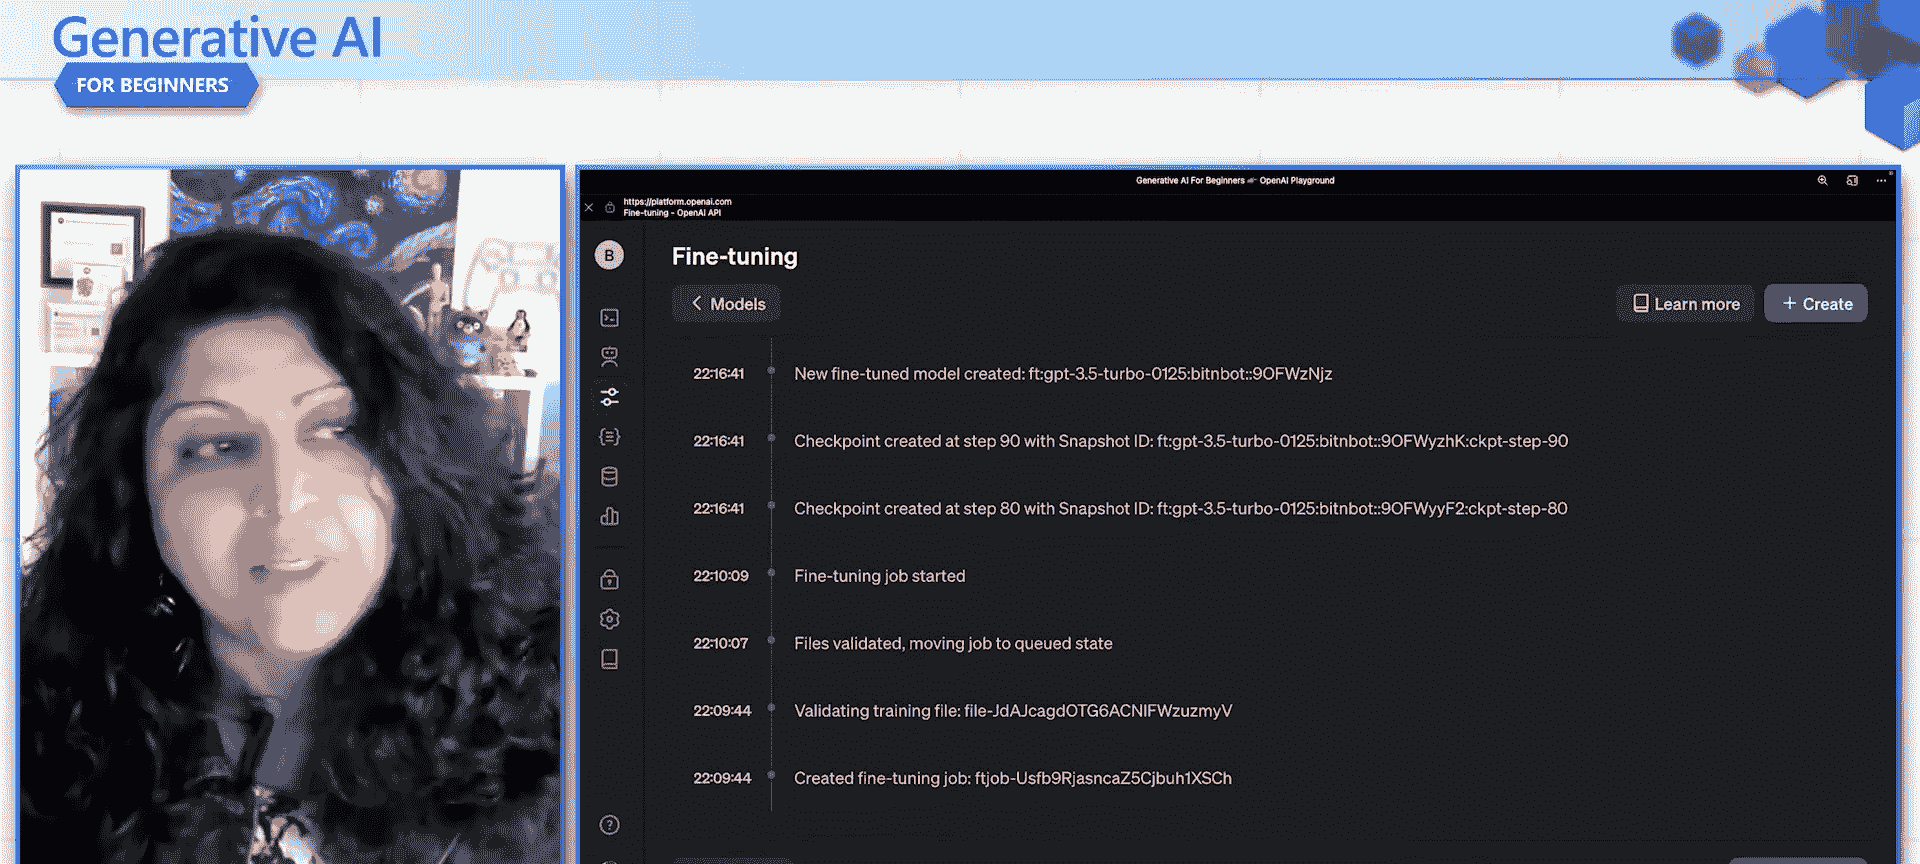 Generative AI
FOR BEGINNERS
Generative AI For Beginners
OpenAI Playground
https://platform.openai.com
Fine-tuning - OpenAI API
B
Fine-tuning
Models
Learn more
+ Create
22:16:41 New fine-tuned model created: ft:gpt-3.5-turbo-0125:bitnbot::9OFWzNjz
22:16:41 Checkpoint created at step 90 with Snapshot ID: ft:gpt-3.5-turbo-0125:bitnbot::9OFWyzhK:ckpt-step-90
22:16:41 Checkpoint created at step 80 with Snapshot ID: ft:gpt-3.5-turbo-0125:bitnbot::9OFWyyF2:ckpt-step-80
22:10:09 Fine-tuning job started
22:10:07 Files validated, moving job to queued state
22:09:44 Validating training file: file-JdAJcagdOTG6ACNIFWzuzmyV
22:09:44 Created fine-tuning job: ftjob-Usfb9RjasncaZ5Cjbuh1XSCh